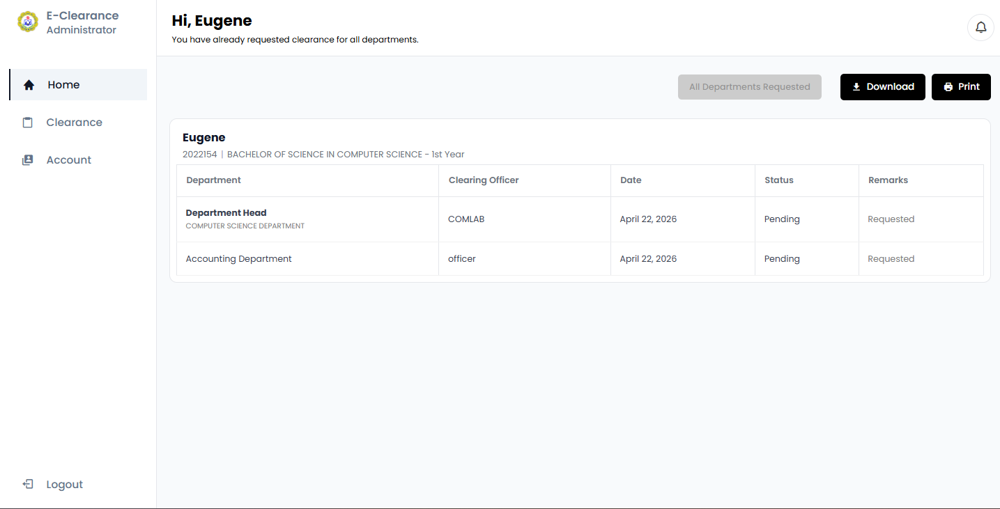 E-Clearance
Administrator
Hi, Eugene
You have already requested clearance for all departments.
Home
Clearance
Account
Logout
All Departments Requested
Download
Print
Eugene
2022154 | BACHELOR OF SCIENCE IN COMPUTER SCIENCE - 1st Year
Department Clearing Officer Date Status Remarks
Department Head
COMPUTER SCIENCE DEPARTMENT
COMLAB April 22, 2026 Pending Requested
Accounting Department officer April 22, 2026 Pending Requested